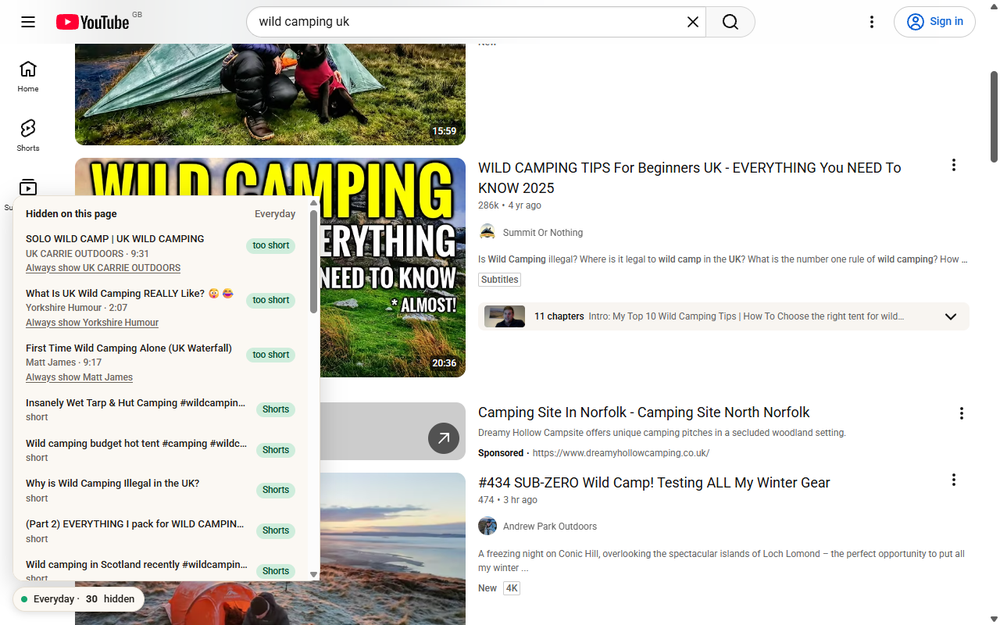 YouTube GB
wild camping uk
Sign in
Home
Shorts
15:59
WILD CAMPING
ERYTHING
NEED TO KNOW
* ALMOST!
20:36
WILD CAMPING TIPS For Beginners UK - EVERYTHING You NEED TO
KNOW 2025
286k • 4 yr ago
Summit Or Nothing
Is Wild Camping illegal? Where is it legal to wild camp in the UK? What is the number one rule of wild camping? How ...
Subtitles
11 chapters Intro: My Top 10 Wild Camping Tips | How To Choose the right tent for wild...
Hidden on this page
Everyday
SOLO WILD CAMP | UK WILD CAMPING
UK CARRIE OUTDOORS · 9:31
Always show UK CARRIE OUTDOORS
too short
What Is UK Wild Camping REALLY Like? 🤪 😂
Yorkshire Humour · 2:07
Always show Yorkshire Humour
too short
First Time Wild Camping Alone (UK Waterfall)
Matt James · 9:17
Always show Matt James
too short
Insanely Wet Tarp & Hut Camping #wildcampin...
short
Shorts
Wild camping budget hot tent #camping #wildc...
short
Shorts
Why is Wild Camping Illegal in the UK?
short
Shorts
(Part 2) EVERYTHING I pack for WILD CAMPIN...
short
Shorts
Wild camping in Scotland recently #wildcampin...
short
Shorts
Everyday · 30 hidden
Camping Site In Norfolk - Camping Site North Norfolk
Dreamy Hollow Campsite offers unique camping pitches in a secluded woodland setting.
Sponsored · https://www.dreamyhollowcamping.co.uk/
#434 SUB-ZERO Wild Camp! Testing ALL My Winter Gear
474 • 3 hr ago
Andrew Park Outdoors
A freezing night on Conic Hill, overlooking the spectacular islands of Loch Lomond – the perfect opportunity to put all
my winter ...
New 4K